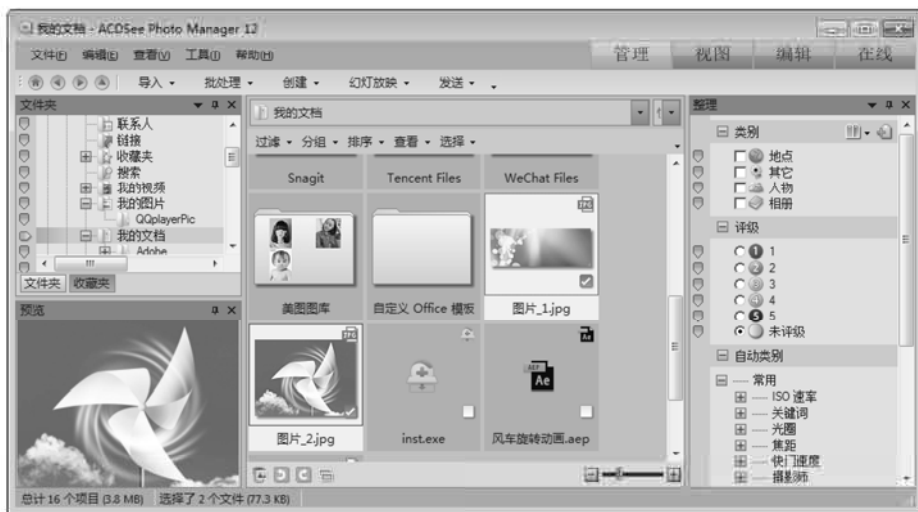 我的文档 - ACDSee Photo Manager 12
文件(F) 编辑(E) 查看(V) 工具(T) 帮助(H)
管理 视图 编辑 在线
导入 批处理 创建 幻灯放映 发送
文件夹
联系人
链接
收藏夹
搜索
我的视频
我的图片
QQplayerPic
我的文档
Adobe
文件夹 收藏夹
预览
我的文档
过滤 分组 排序 查看 选择
Snagit Tencent Files WeChat Files
美图图库 自定义 Office 模板 图片_1.jpg
JPG
AEP
Ae
图片_2.jpg inst.exe 风车旋转动画.aep
整理
类别
地点
其它
人物
相册
评级
1 1
2 2
3 3
4 4
5 5
未评级
自动类别
常用
ISO 速率
关键词
光圈
焦距
快门速度
摄影师
总计 16 个项目 (3.8 MB) 选择了 2 个文件 (77.3 KB)